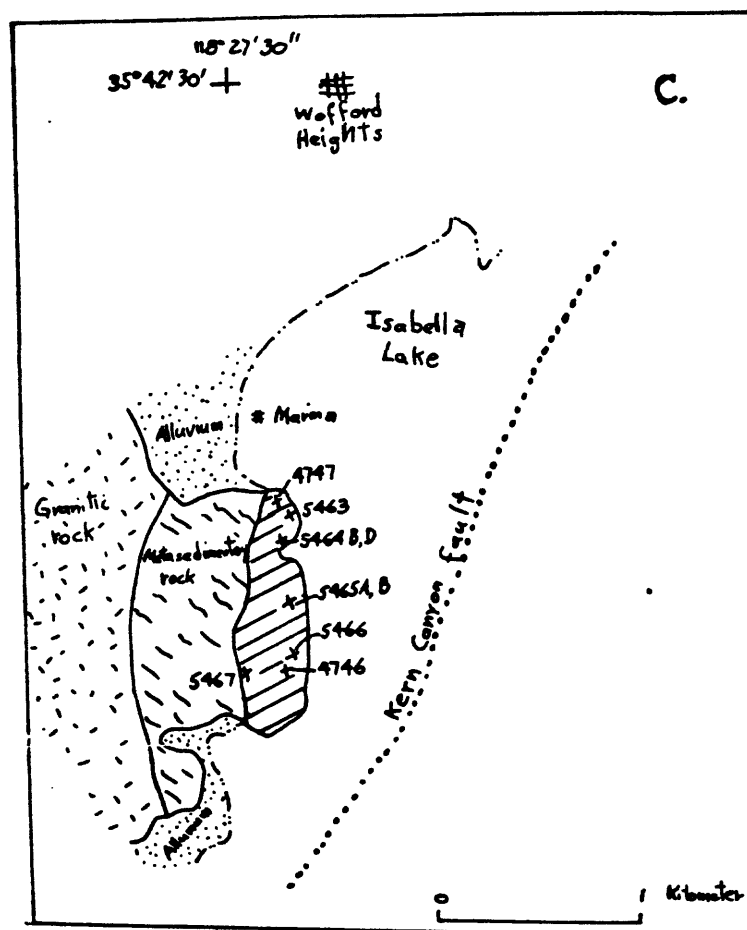 118° 27' 30"
35° 42' 30"
Wofford
Heights
C.
Isabella
Lake
Alluvium
Marina
4747
Granitic
rock
5463
5464 B, D
Metasedimentary
rock
5465A, B
5466
5467
4746
Kern Canyon fault
Alluvium
0
1 Kilometer